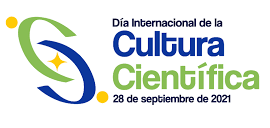 Día Internacional de la
Cultura
Científica
28 de septiembre de 2021